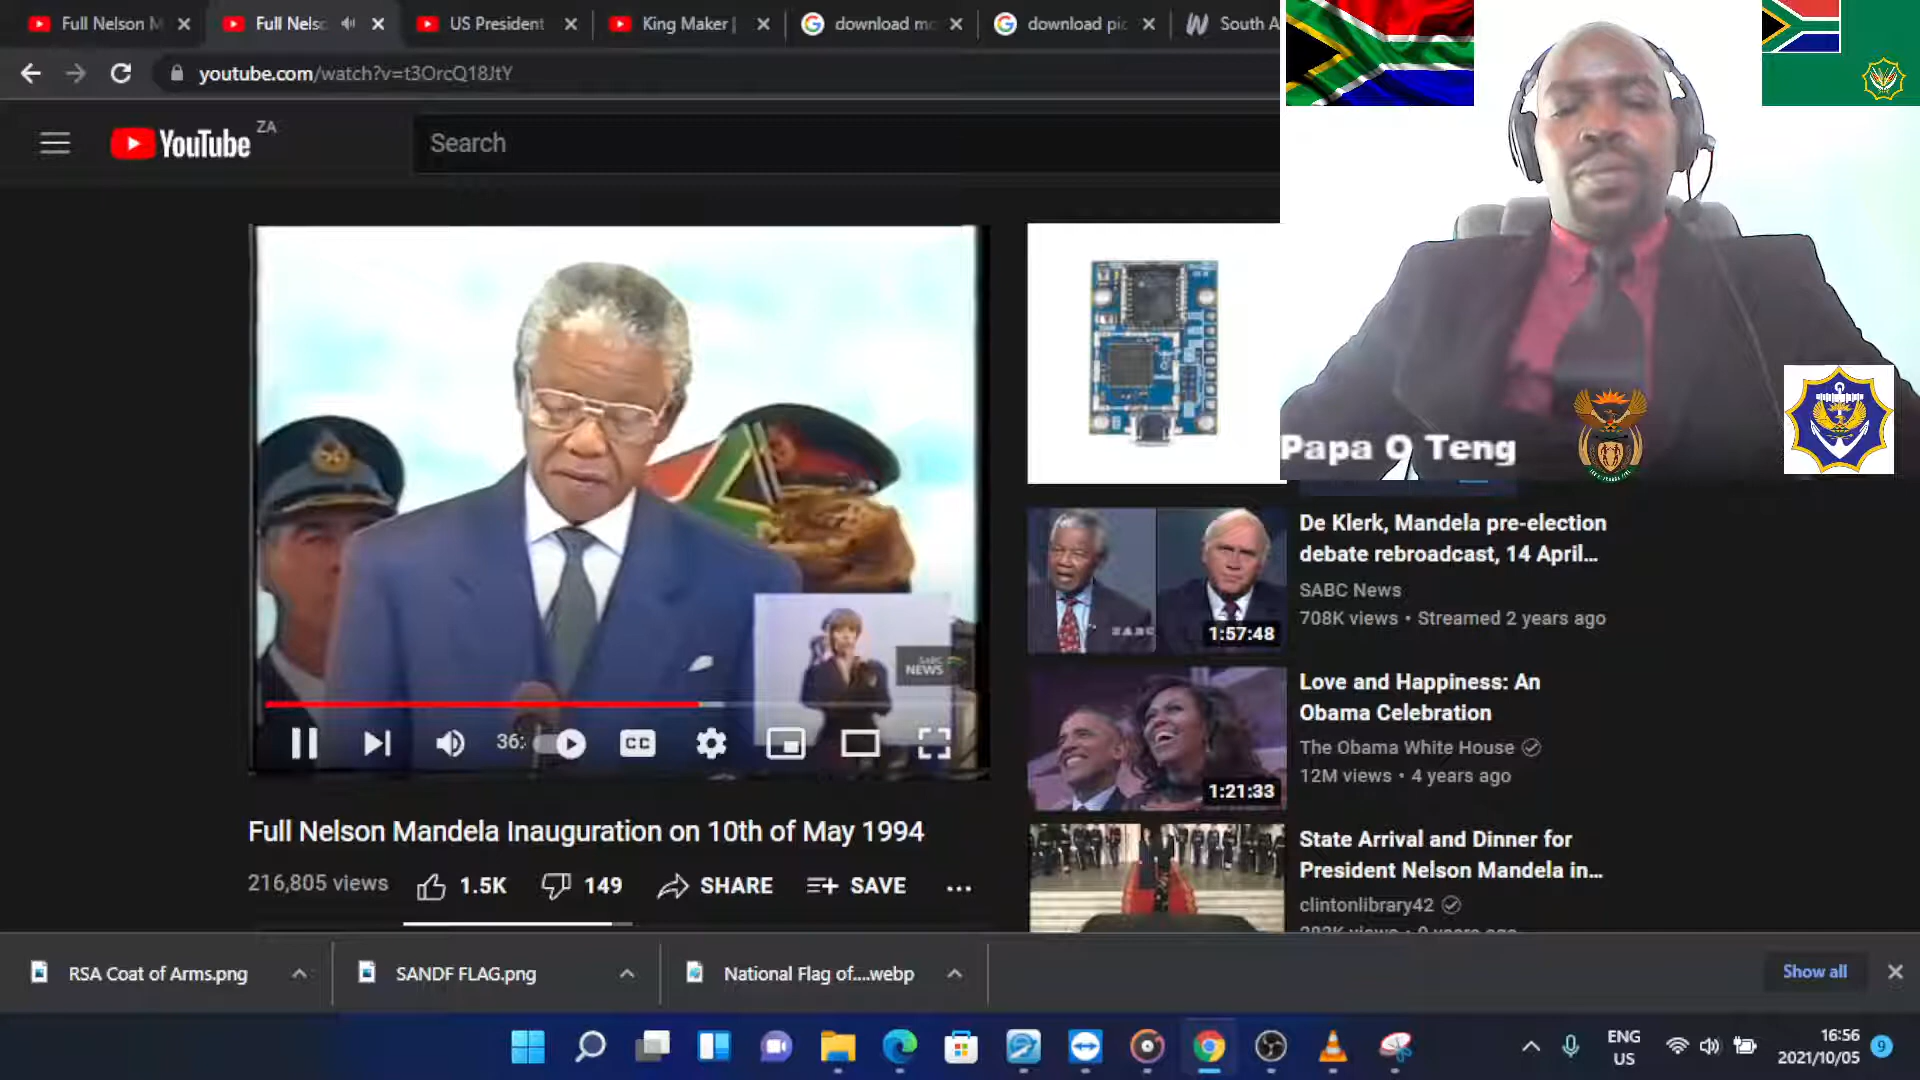 Full Nelson M
Full Nelsc
US President
King Maker |
download mo
download pic
South A
youtube.com/watch?v=t3OrcQ18JtY
YouTube
ZA
Search
SABC
NEWS
36:
CC
Full Nelson Mandela Inauguration on 10th of May 1994
216,805 views
1.5K
149
SHARE
SAVE
Papa O Teng
SABC
1:57:48
De Klerk, Mandela pre-election
debate rebroadcast, 14 April...
SABC News
708K views • Streamed 2 years ago
1:21:33
Love and Happiness: An
Obama Celebration
The Obama White House
12M views • 4 years ago
State Arrival and Dinner for
President Nelson Mandela in...
clintonlibrary42
RSA Coat of Arms.png
SANDF FLAG.png
National Flag of....webp
Show all
ENG
US
16:56
2021/10/05
9